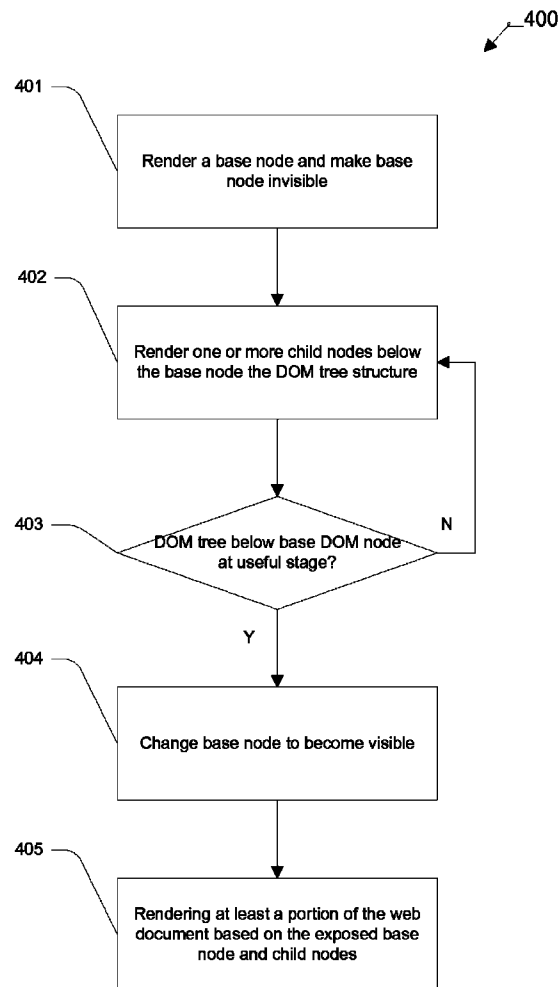 400
401
Render a base node and make base
node invisible
402
Render one or more child nodes below
the base node the DOM tree structure
403
DOM tree below base DOM node
at useful stage?
N
Y
404
Change base node to become visible
405
Rendering at least a portion of the web
document based on the exposed base
node and child nodes